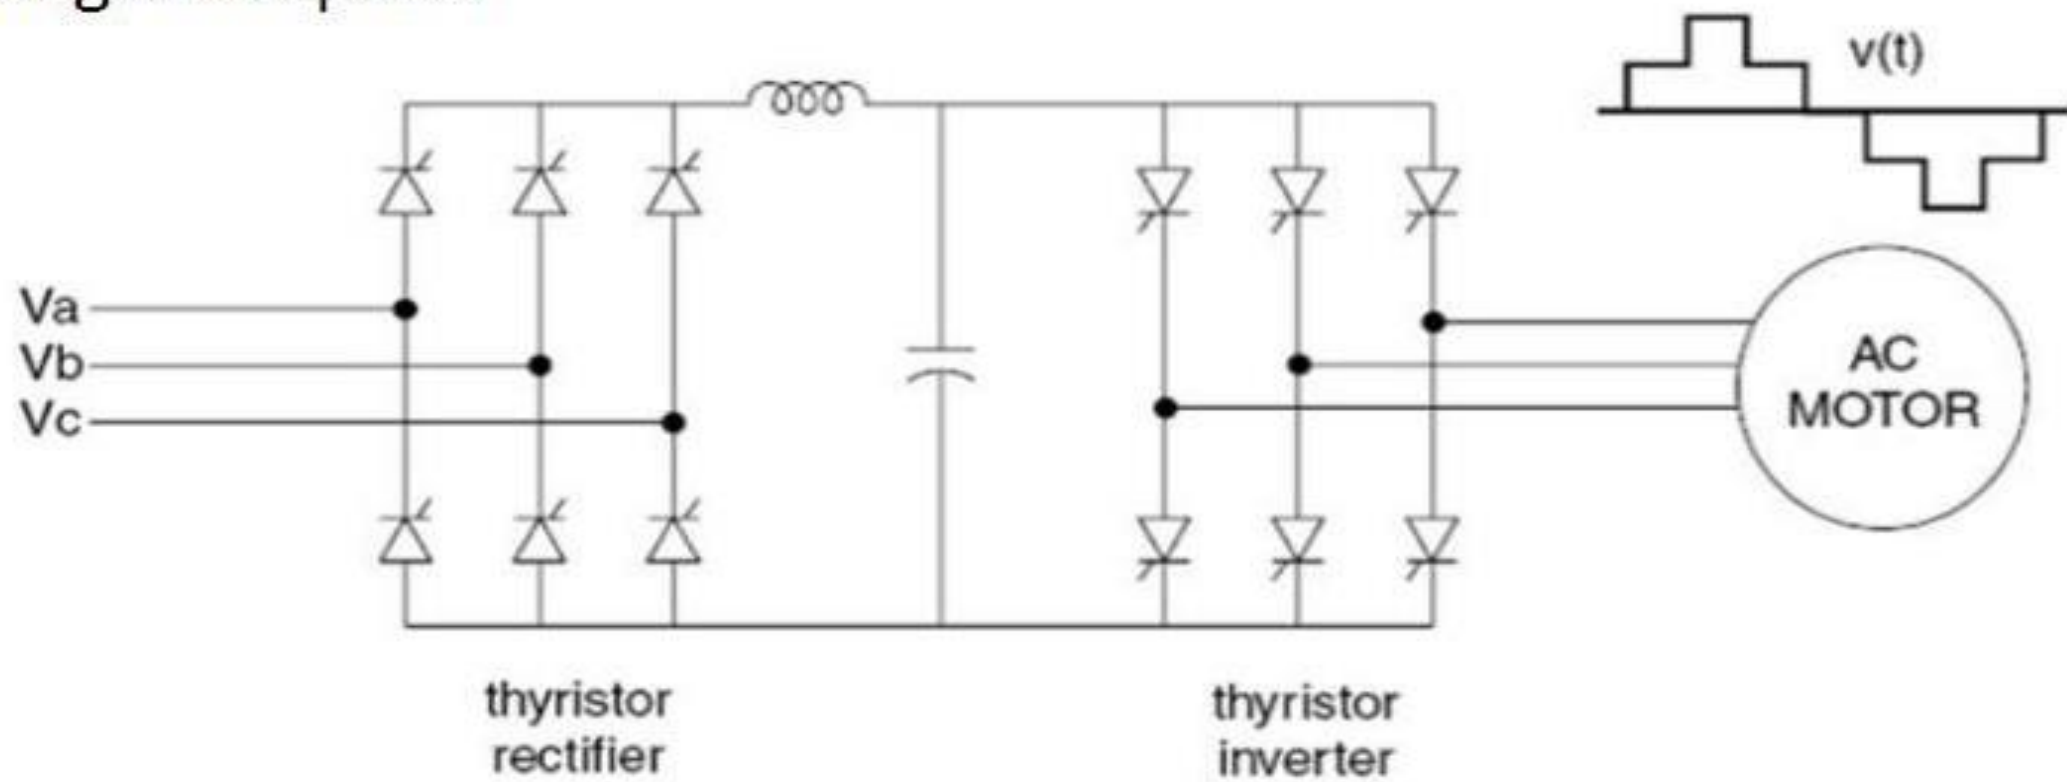 v(t)
Va
Vb
Vc
AC
MOTOR
thyristor
rectifier
thyristor
inverter